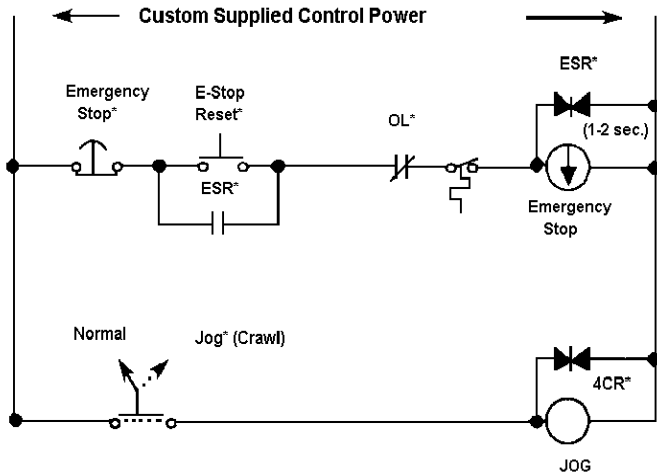 Custom Supplied Control Power
ESR*
Emergency
Stop*
E-Stop
Reset*
OL*
(1-2 sec.)
ESR*
Emergency
Stop
Normal
Jog* (Crawl)
4CR*
JOG